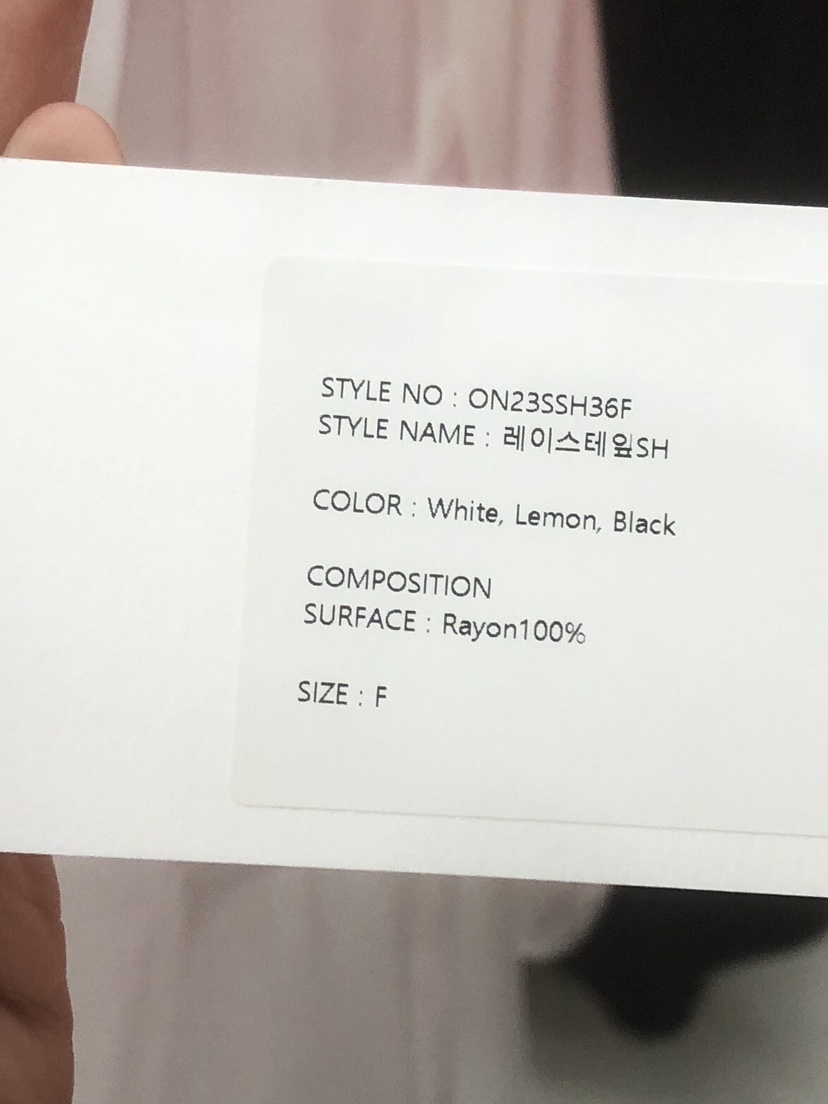 STYLE NO : ON23SSH36F
STYLE NAME : 레이스테잎SH
COLOR : White, Lemon, Black
COMPOSITION
SURFACE : Rayon100%
SIZE : F